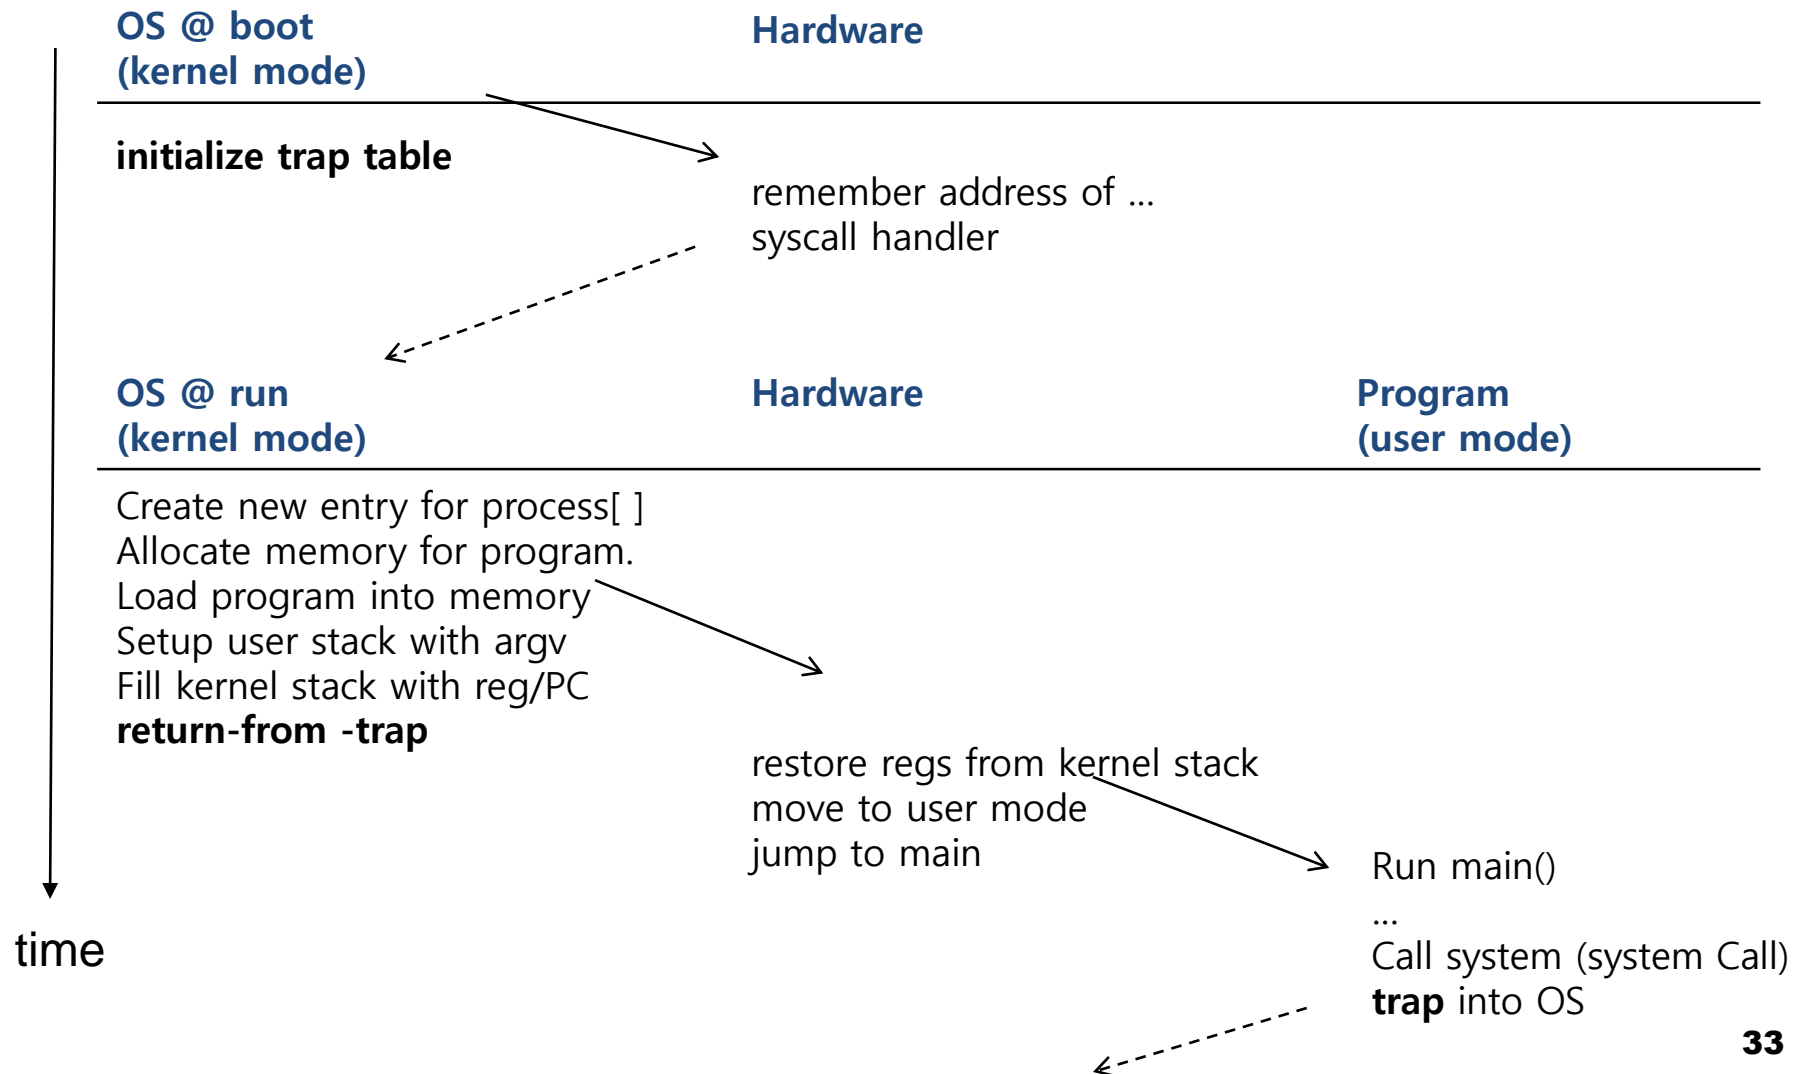 OS @ boot
(kernel mode)
Hardware
initialize trap table
remember address of ...
syscall handler
OS @ run
(kernel mode)
Hardware
Program
(user mode)
Create new entry for process[ ]
Allocate memory for program.
Load program into memory
Setup user stack with argv
Fill kernel stack with reg/PC
return-from -trap
restore regs from kernel stack
move to user mode
jump to main
Run main()
...
Call system (system Call)
trap into OS
time
33